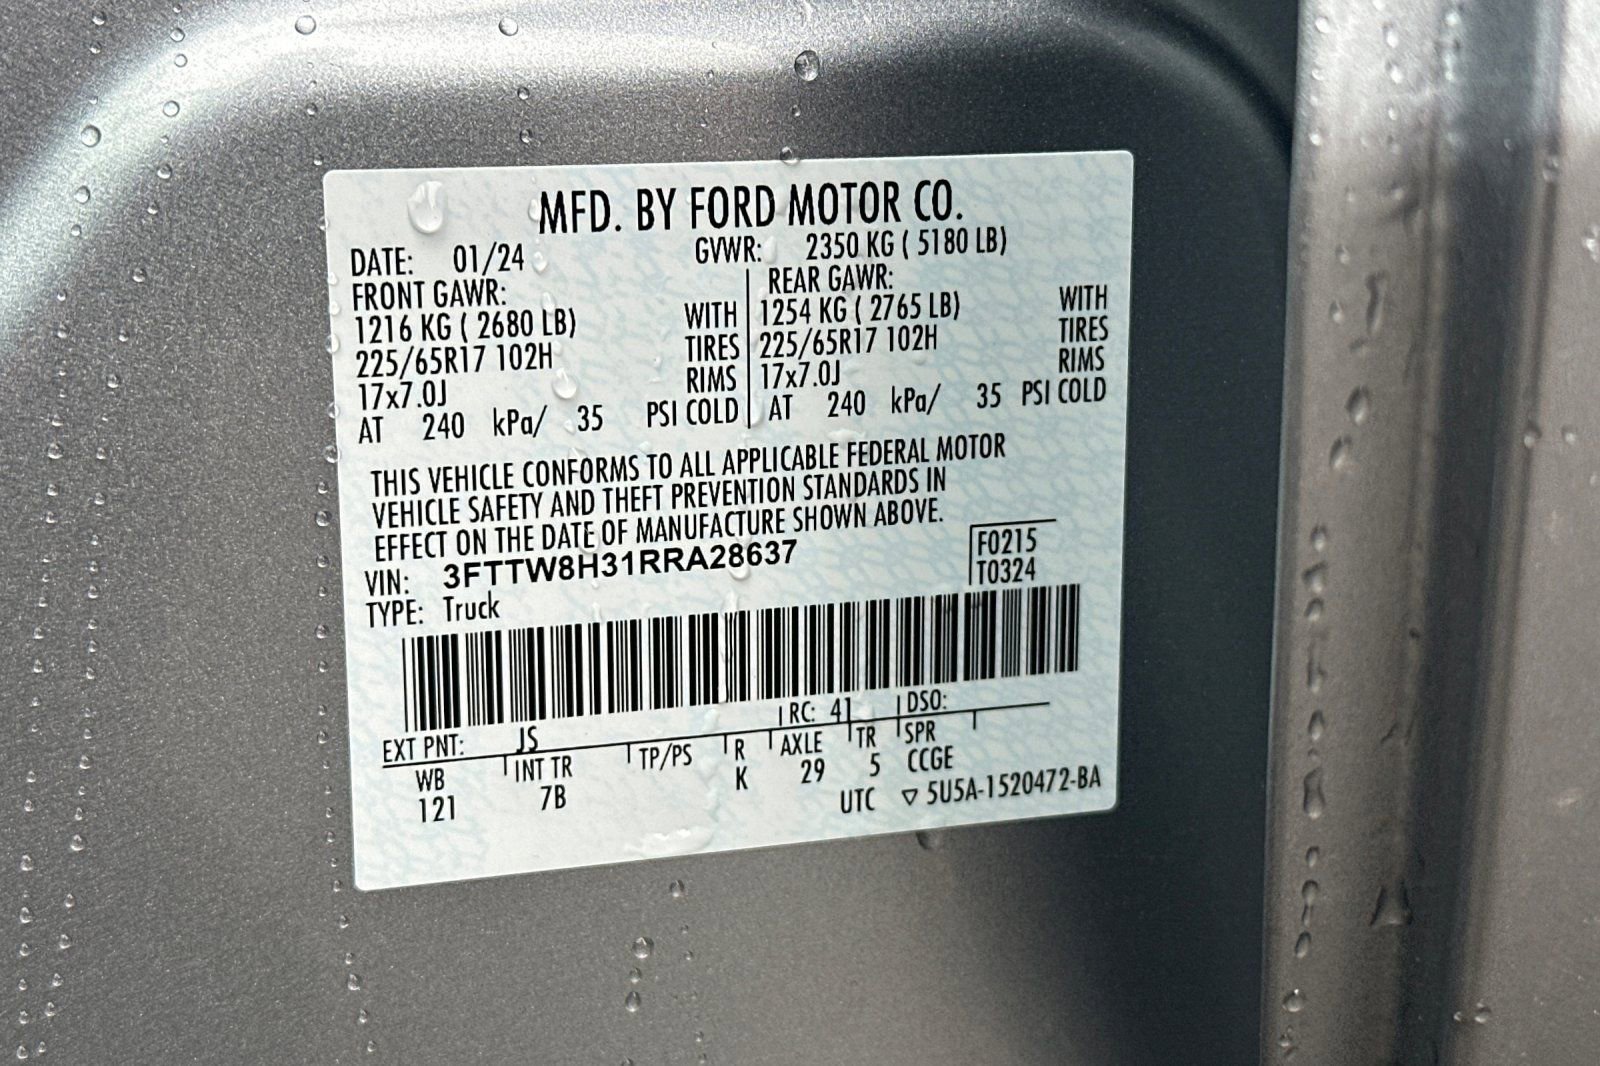 MFD. BY FORD MOTOR CO.
DATE: 01/24 GVWR: 2350 KG ( 5180 LB)
FRONT GAWR: REAR GAWR:
1216 KG ( 2680 LB) WITH 1254 KG ( 2765 LB) WITH
225/65R17 102H TIRES 225/65R17 102H TIRES
17x7.0J RIMS 17x7.0J RIMS
AT 240 kPa/ 35 PSI COLD AT 240 kPa/ 35 PSI COLD
THIS VEHICLE CONFORMS TO ALL APPLICABLE FEDERAL MOTOR
VEHICLE SAFETY AND THEFT PREVENTION STANDARDS IN
EFFECT ON THE DATE OF MANUFACTURE SHOWN ABOVE.
VIN: 3FTTW8H31RRA28637 F0215
TYPE: Truck T0324
EXT PNT: JS RC: 41 DSO:
WB INT TR TP/PS R AXLE TR SPR
121 7B K 29 5 CCGE
UTC ▽ 5U5A-1520472-BA